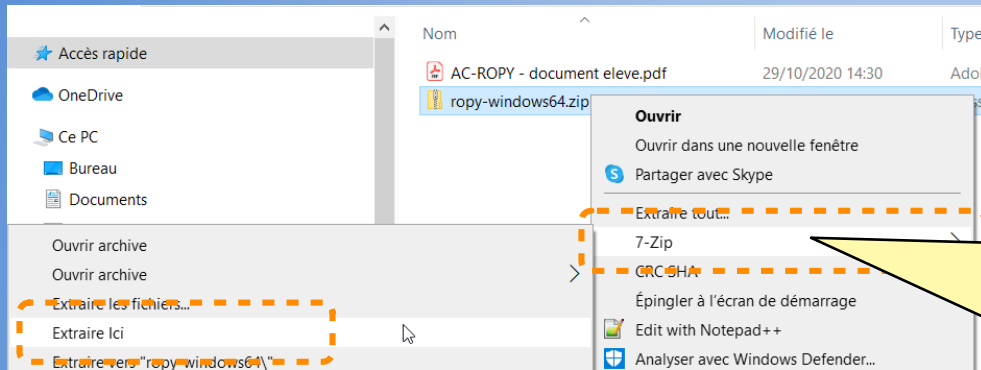 Nom Modifié le Type
Accès rapide
AC-ROPY - document eleve.pdf 29/10/2020 14:30
OneDrive
ropy-windows64.zip
Ce PC
Bureau
Documents
Ouvrir
Ouvrir dans une nouvelle fenêtre
Partager avec Skype
Extraire tout...
7-Zip
CRC SHA
Épingler à l'écran de démarrage
Edit with Notepad++
Analyser avec Windows Defender...
Ouvrir archive
Ouvrir archive
Extraire les fichiers...
Extraire Ici
Extraire vers "ropy-windows64\"